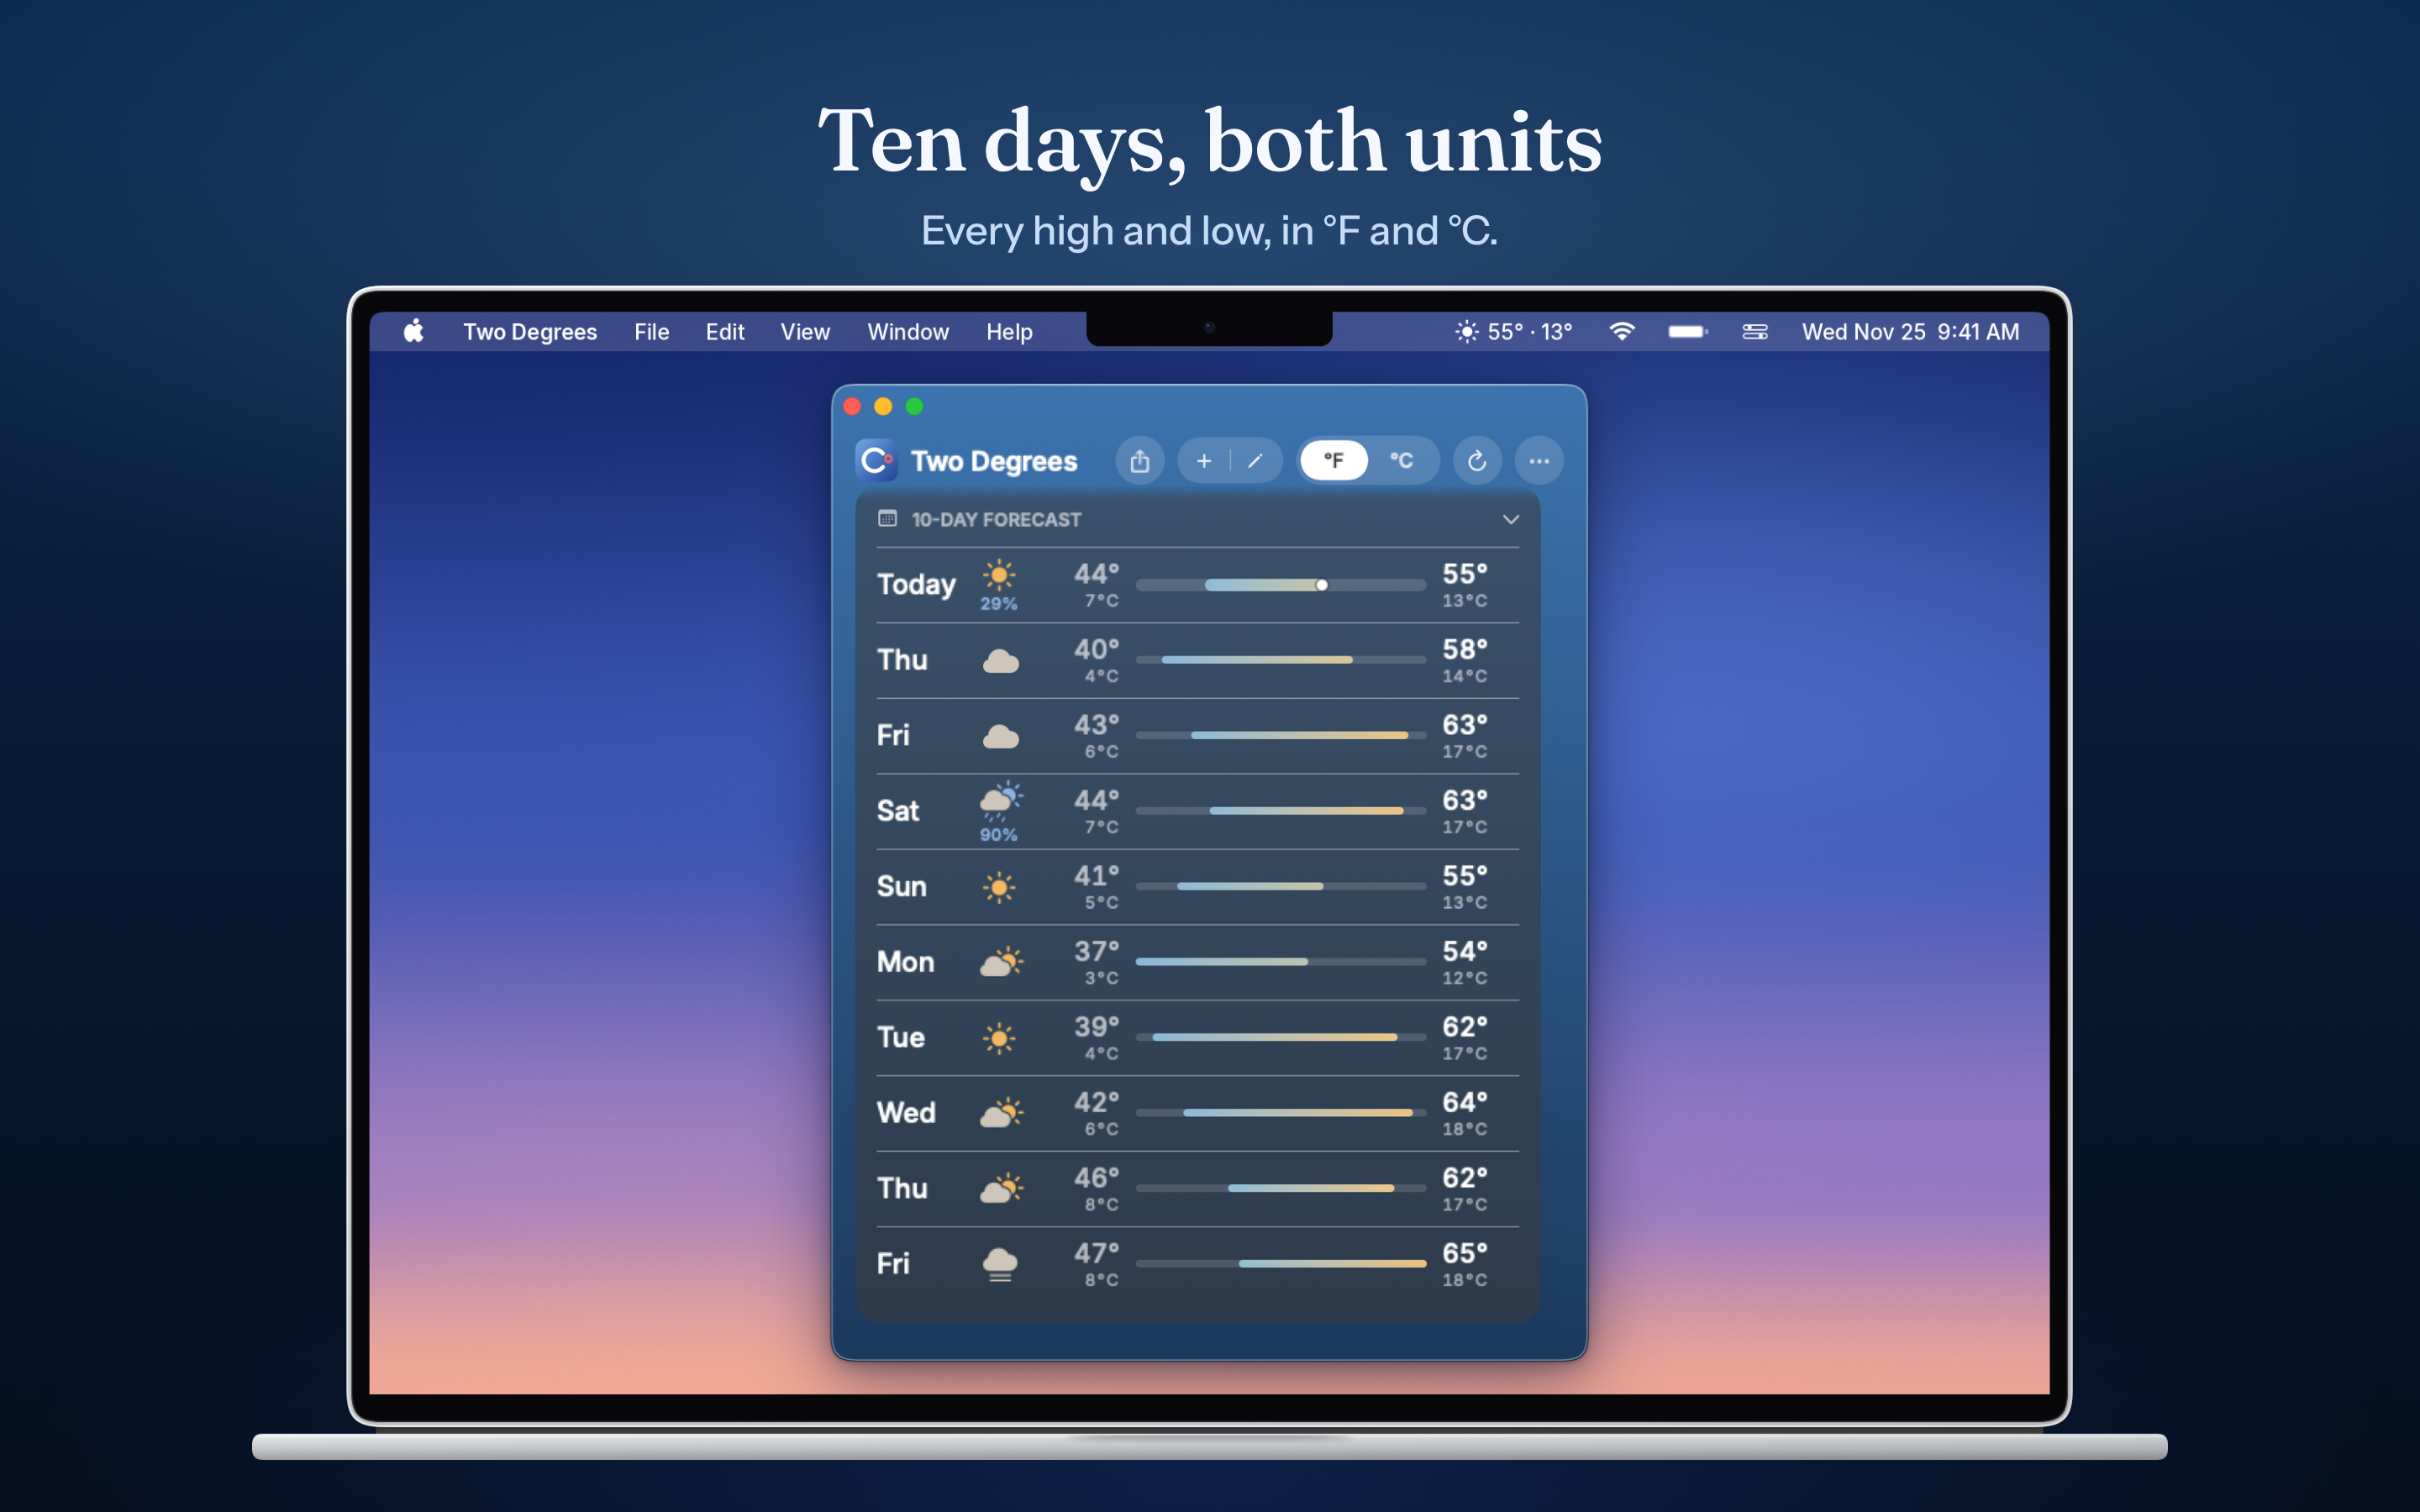 Ten days, both units
Every high and low, in °F and °C.
Two Degrees File Edit View Window Help 55° · 13° Wed Nov 25 9:41 AM
Two Degrees °F °C
10-DAY FORECAST
Today 29% 44° 7°C 55° 13°C
Thu 40° 4°C 58° 14°C
Fri 43° 6°C 63° 17°C
Sat 90% 44° 7°C 63° 17°C
Sun 41° 5°C 55° 13°C
Mon 37° 3°C 54° 12°C
Tue 39° 4°C 62° 17°C
Wed 42° 6°C 64° 18°C
Thu 46° 8°C 62° 17°C
Fri 47° 8°C 65° 18°C